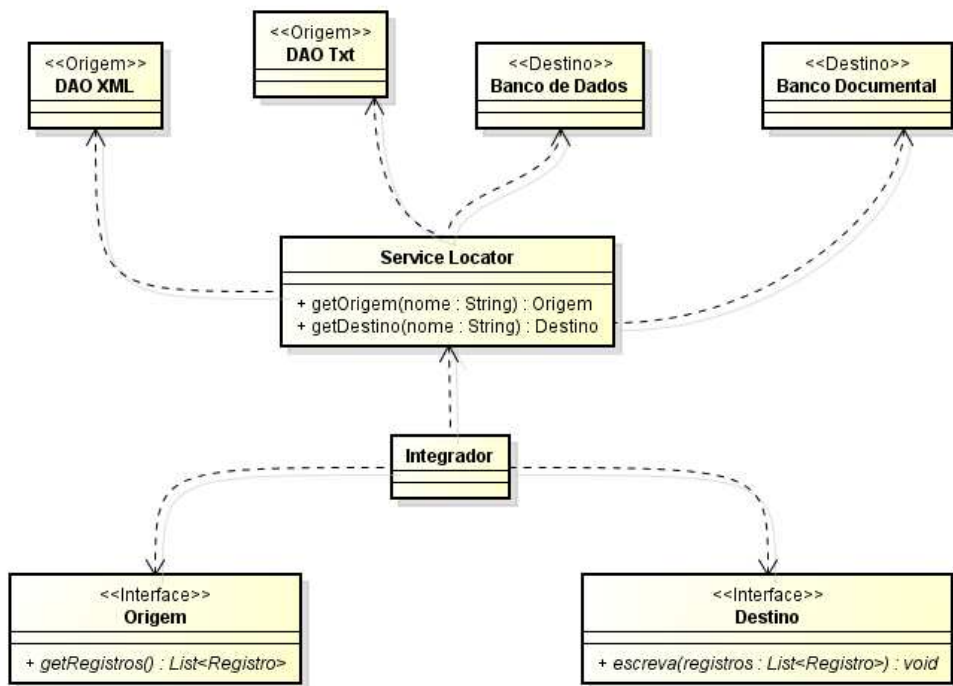 <<Origem>>
DAO XML
<<Origem>>
DAO Txt
<<Destino>>
Banco de Dados
<<Destino>>
Banco Documental
Service Locator
+ getOrigem(nome : String) : Origem
+ getDestino(nome : String) : Destino
Integrador
<<Interface>>
Origem
+ getRegistros() : List<Registro>
<<Interface>>
Destino
+ escreva(registros : List<Registro>) : void